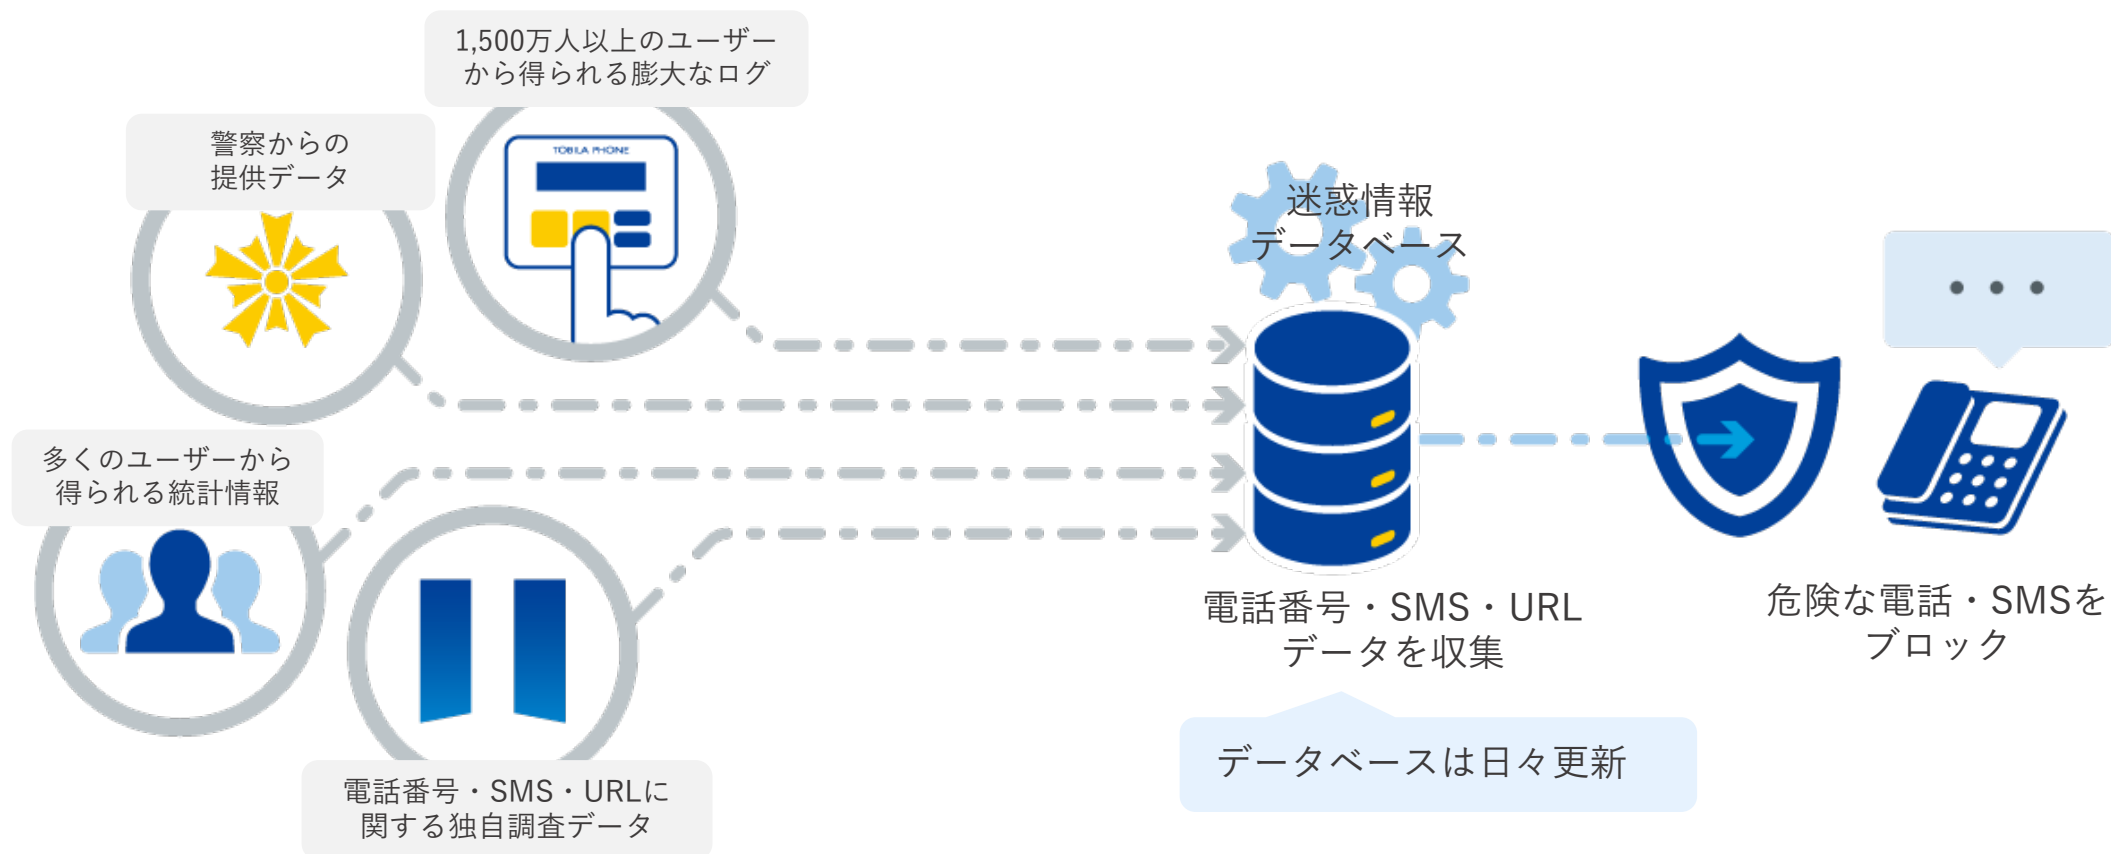 1,500万人以上のユーザー
から得られる膨大なログ
警察からの
提供データ
TOBILA PHONE
多くのユーザーから
得られる統計情報
電話番号・SMS・URLに
関する独自調査データ
迷惑情報
データベース
電話番号・SMS・URL
データを収集
データベースは日々更新
危険な電話・SMSを
ブロック